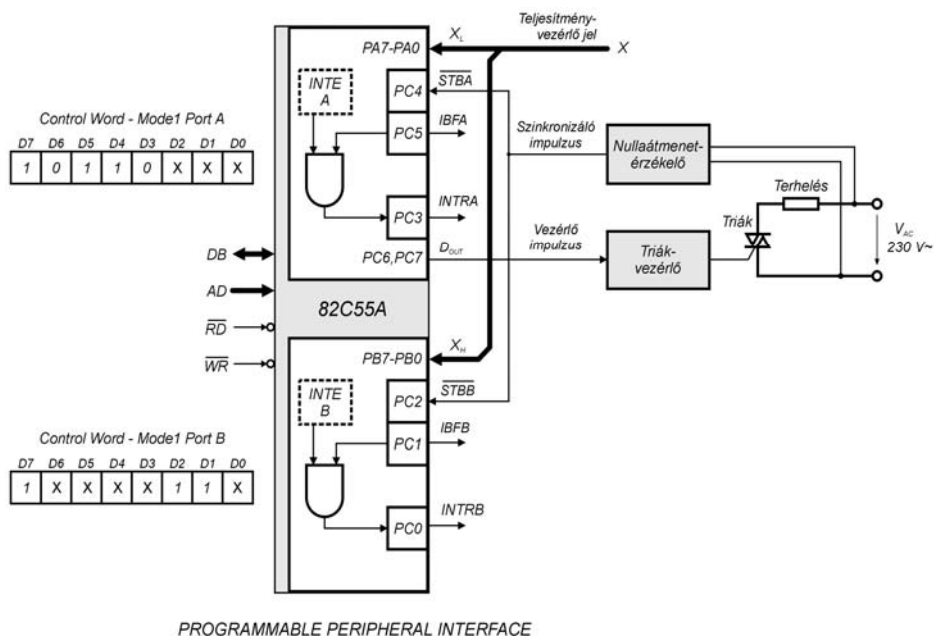 Teljesítmény-
vezérlő jel
X
X_L
PA7-PA0
INTE
A
PC4
STBA
PC5
IBFA
PC3
INTRA
PC6,PC7
D_OUT
Control Word - Mode1 Port A
D7 D6 D5 D4 D3 D2 D1 D0
1 0 1 1 0 X X X
Szinkronizáló
impulzus
Nullaátmenet-
érzékelő
Terhelés
Triák
V_AC
230 V~
Vezérlő
impulzus
Triák-
vezérlő
DB
AD
RD
WR
82C55A
X_H
PB7-PB0
INTE
B
PC2
STBB
PC1
IBFB
PC0
INTRB
Control Word - Mode1 Port B
D7 D6 D5 D4 D3 D2 D1 D0
1 X X X X 1 1 X
PROGRAMMABLE PERIPHERAL INTERFACE